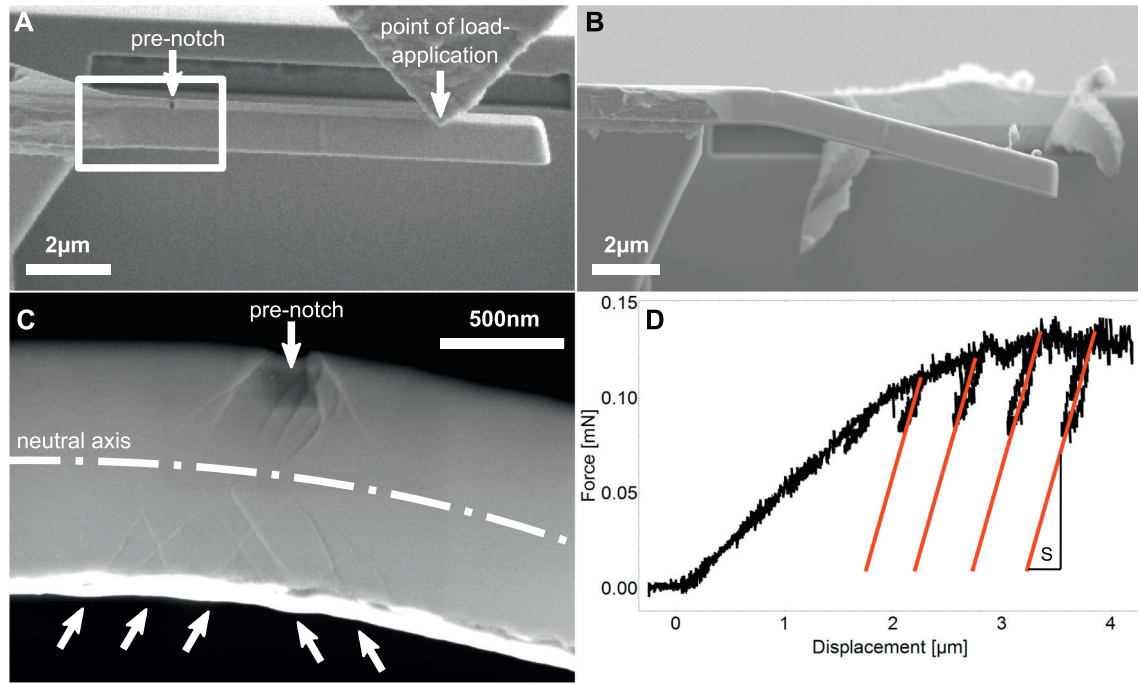 A
pre-notch
point of load-
application
2µm
B
2µm
C
pre-notch
500nm
neutral axis
D
0.15
0.10
0.05
0.00
Force [mN]
S
0
1
2
3
4
Displacement [µm]